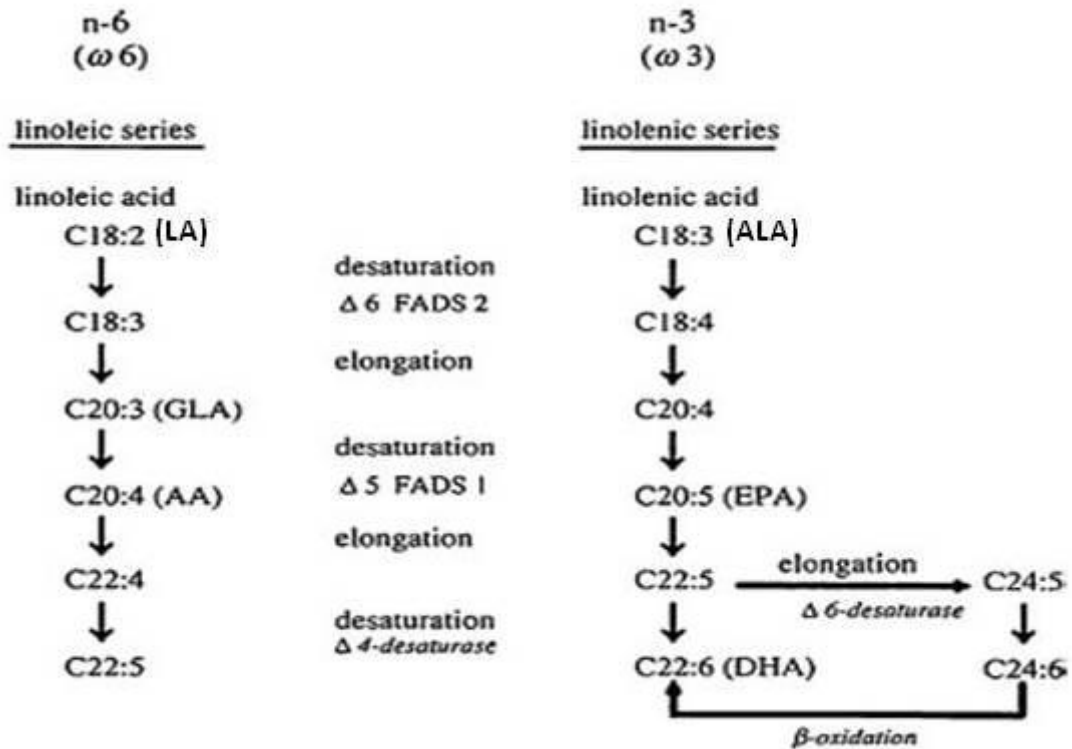 n-6
(ω 6)
linoleic series
linoleic acid
C18:2 (LA)
C18:3
C20:3 (GLA)
C20:4 (AA)
C22:4
C22:5
desaturation
Δ 6 FADS 2
elongation
desaturation
Δ 5 FADS 1
elongation
desaturation
Δ 4-desaturase
n-3
(ω 3)
linolenic series
linolenic acid
C18:3 (ALA)
C18:4
C20:4
C20:5 (EPA)
C22:5
C22:6 (DHA)
elongation
Δ 6-desaturase
C24:5
C24:6
β-oxidation